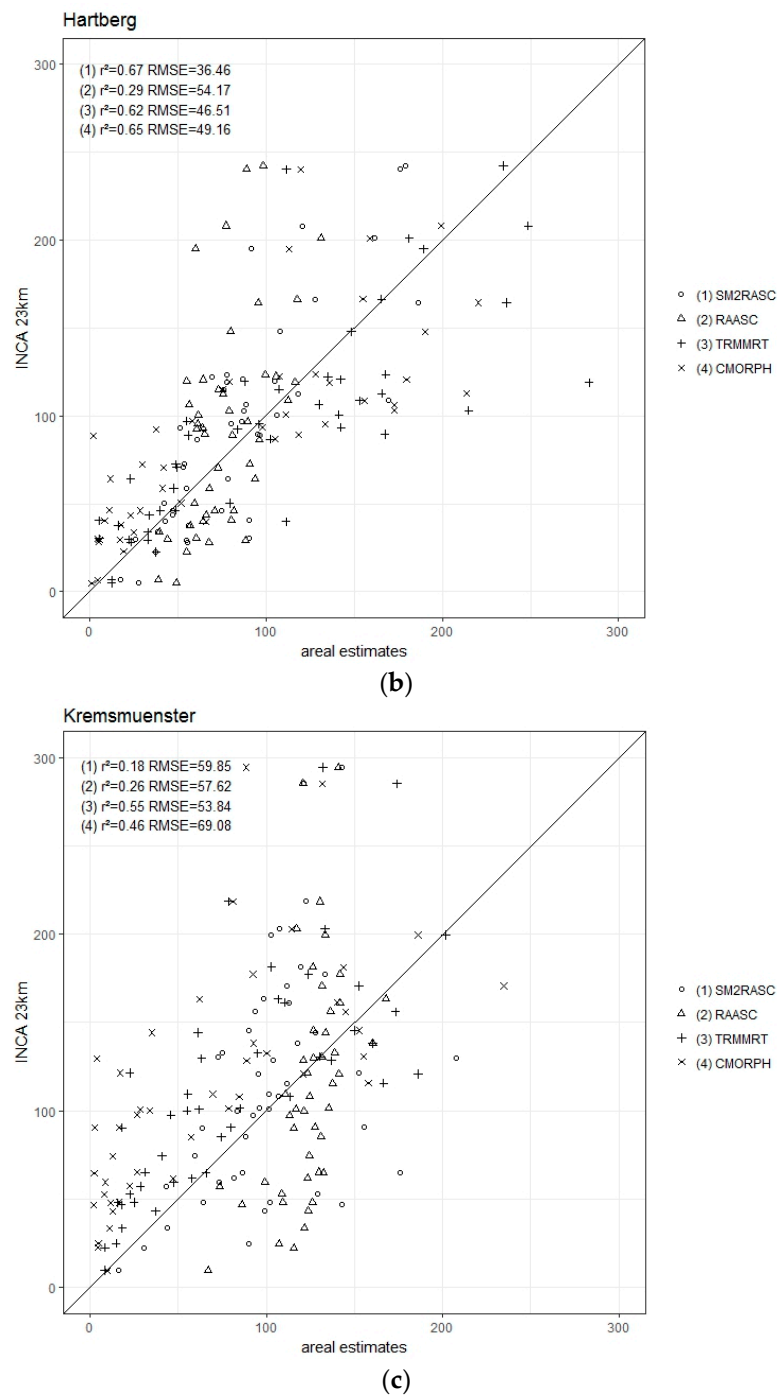 Hartberg
(1) r²=0.67 RMSE=36.46
(2) r²=0.29 RMSE=54.17
(3) r²=0.62 RMSE=46.51
(4) r²=0.65 RMSE=49.16
300
200
100
0
INCA 23km
0 100 200 300
areal estimates
(1) SM2RASC
(2) RAASC
(3) TRMMRT
(4) CMORPH
(b)
Kremsmuenster
(1) r²=0.18 RMSE=59.85
(2) r²=0.26 RMSE=57.62
(3) r²=0.55 RMSE=53.84
(4) r²=0.46 RMSE=69.08
300
200
100
0
INCA 23km
0 100 200 300
areal estimates
(1) SM2RASC
(2) RAASC
(3) TRMMRT
(4) CMORPH
(c)